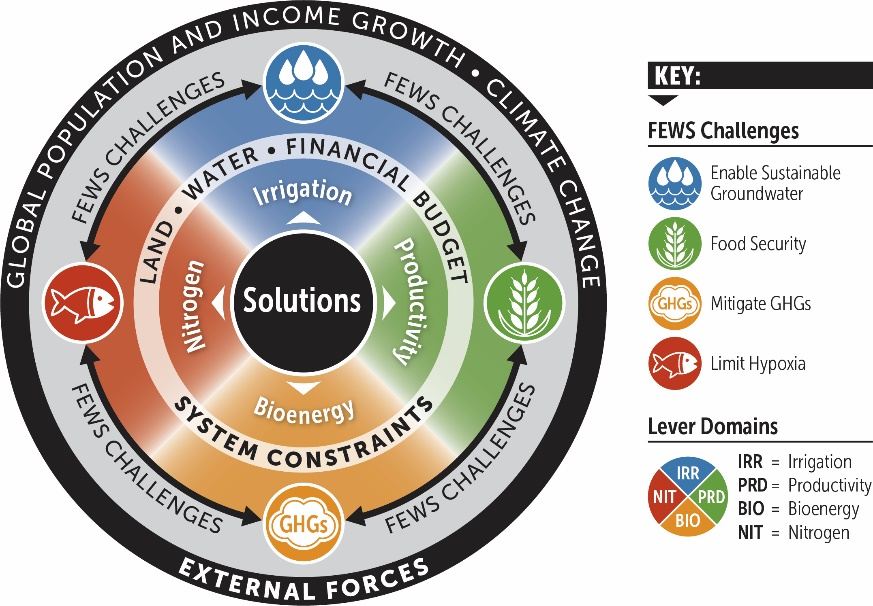 GLOBAL POPULATION AND INCOME GROWTH • CLIMATE CHANGE
FEWS CHALLENGES
FEWS CHALLENGES
LAND • WATER • FINANCIAL BUDGET
Irrigation
Nitrogen
Solutions
Productivity
Bioenergy
SYSTEM CONSTRAINTS
FEWS CHALLENGES
FEWS CHALLENGES
GHGs
EXTERNAL FORCES
KEY:
FEWS Challenges
Enable Sustainable
Groundwater
Food Security
GHGs
Mitigate GHGs
Limit Hypoxia
Lever Domains
IRR
NIT
PRD
BIO
IRR = Irrigation
PRD = Productivity
BIO = Bioenergy
NIT = Nitrogen